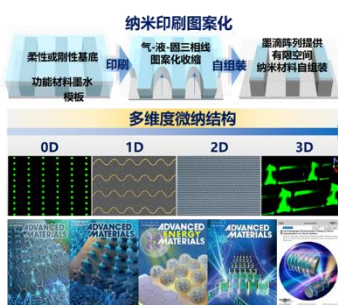 纳米印刷图案化
柔性或刚性基底
功能材料墨水
模板
印刷
气-液-固三相线
图案化收缩
自组装
墨滴阵列提供
有限空间
纳米材料自组装
多维度微纳结构
0D 1D 2D 3D
ADVANCED
MATERIALS
ADVANCED
MATERIALS
ADVANCED
ENERGY
MATERIALS
ADVANCED
MATERIALS